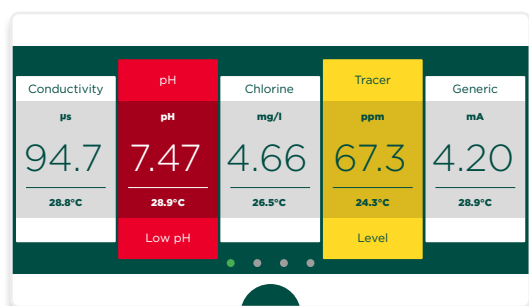 Conductivity
µs
94.7
28.8°C
pH
pH
7.47
28.9°C
Low pH
Chlorine
mg/l
4.66
26.5°C
Tracer
ppm
67.3
24.3°C
Level
Generic
mA
4.20
28.9°C